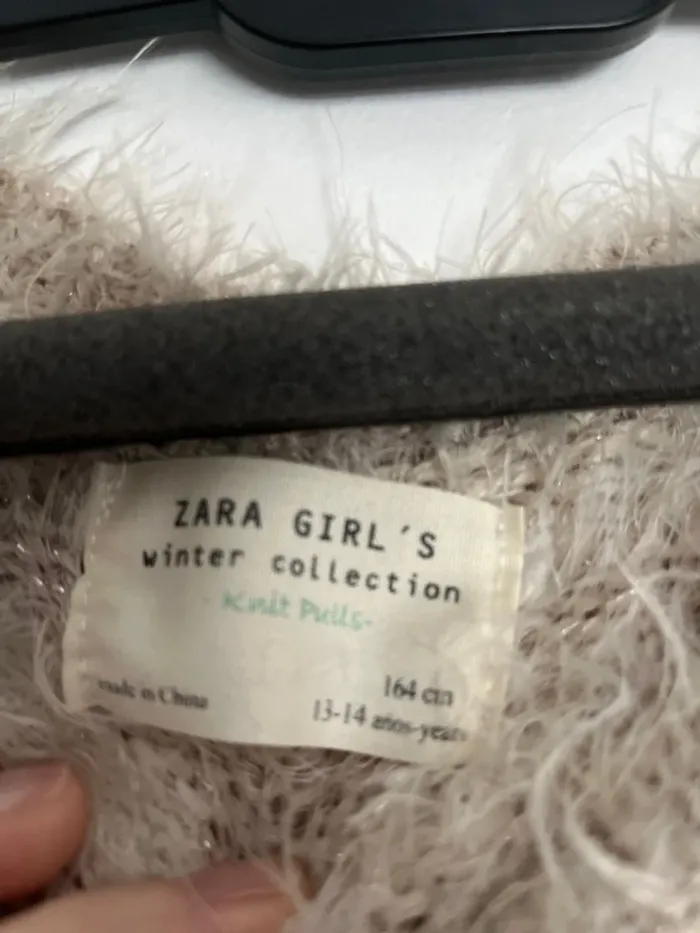 ZARA GIRL´S
winter collection
-Knit Pulls-
164 cm
made in China
13-14 años-years